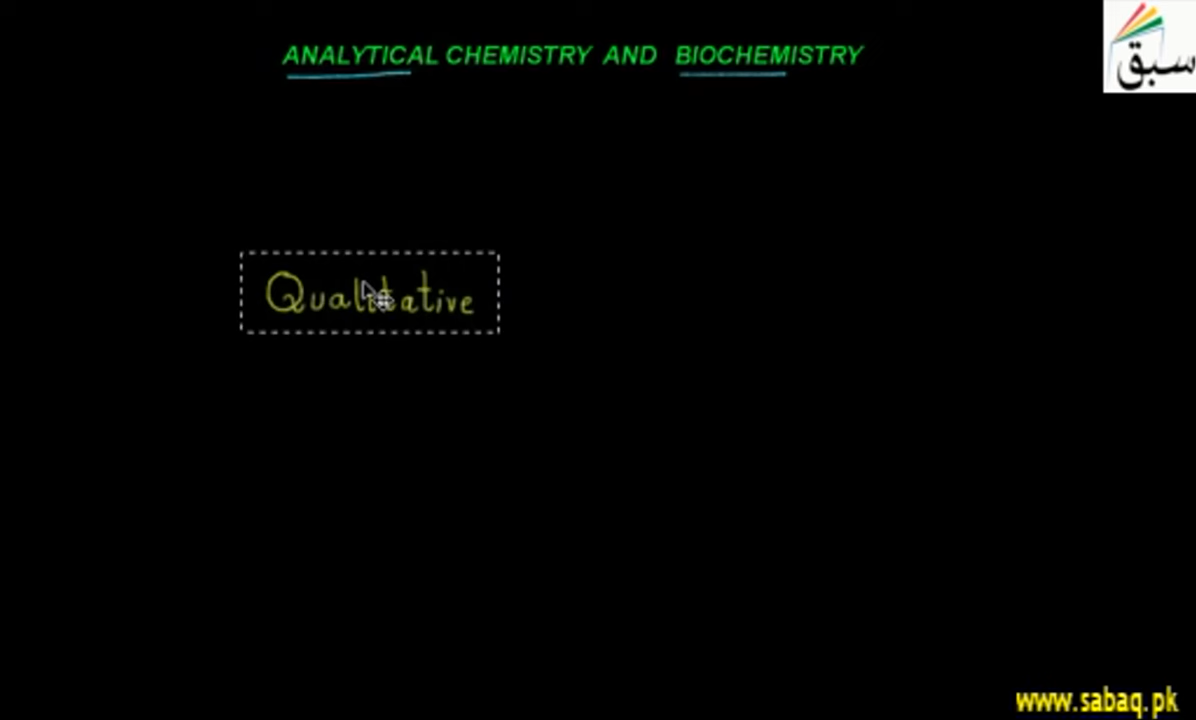 ANALYTICAL CHEMISTRY AND BIOCHEMISTRY
سبق
Qualitative
www.sabaq.pk